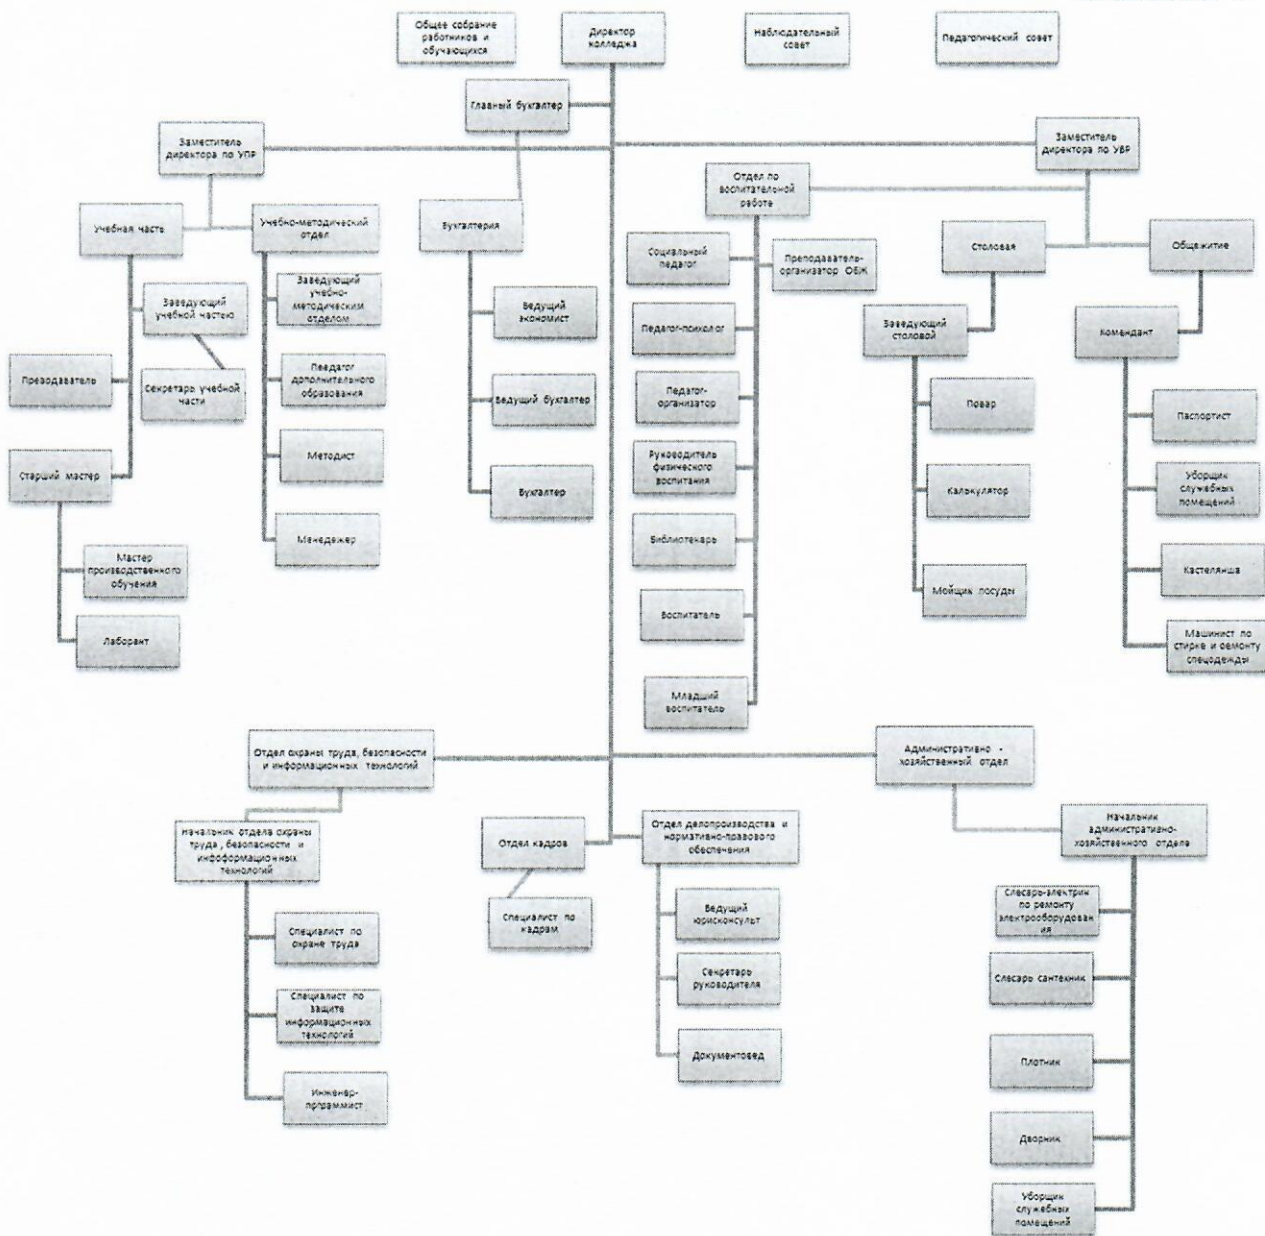 Общее собрание
работников и
обучающихся
Директор
колледжа
Наблюдательный
совет
Педагогический совет
Главный бухгалтер
Заместитель
директора по УПР
Заместитель
директора по УВР
Отдел по
воспитательной
работе
Учебная часть
Учебно-методический
отдел
Бухгалтерия
Социальный
педагог
Преподаватель-
организатор ОБЖ
Столовая
Общежитие
Заведующий
учебной частью
Заведующий
учебно-
методическим
отделом
Ведущий
экономист
Педагог-психолог
Заведующий
столовой
Комендант
Преодаватель
Секретарь учебной
части
Пеедагог
дополнительного
образования
Ведущий бухгалтер
Педагог-
организатор
Повар
Паспортист
Старший мастер
Методист
Бухгалтер
Руководитель
физического
воспитания
Калькулятор
Уборщик
служебных
помещений
Менеджер
Библиотекарь
Кастелянша
Мастер
производственного
обучения
Мойщик посуды
Лаборант
Воспитатель
Машинист по
стирке и ремонту
спецодежды
Младший
воспитатель
Отдел охраны труда, безопасности
и информационных технологий
Административно -
хозяйственный отдел
Начальник отдела охраны
труда , безопасности и
инфоформационных
технологий
Отдел кадров
Отдел делопроизводства и
нормативно-правового
обеспечения
Начальник
административно-
хозяйственного отдела
Специалист по
кадрам
Ведущий
юрисконсульт
Слесарь-электрик
по ремонту
электрооборудован
ия
Специалист по
охране труда
Секретарь
руководителя
Слесарь сантехник
Специалист по
защите
информационных
технологий
Документовед
Плотник
Инженер-
прграммист
Дворник
Уборщик
служебных
помещений